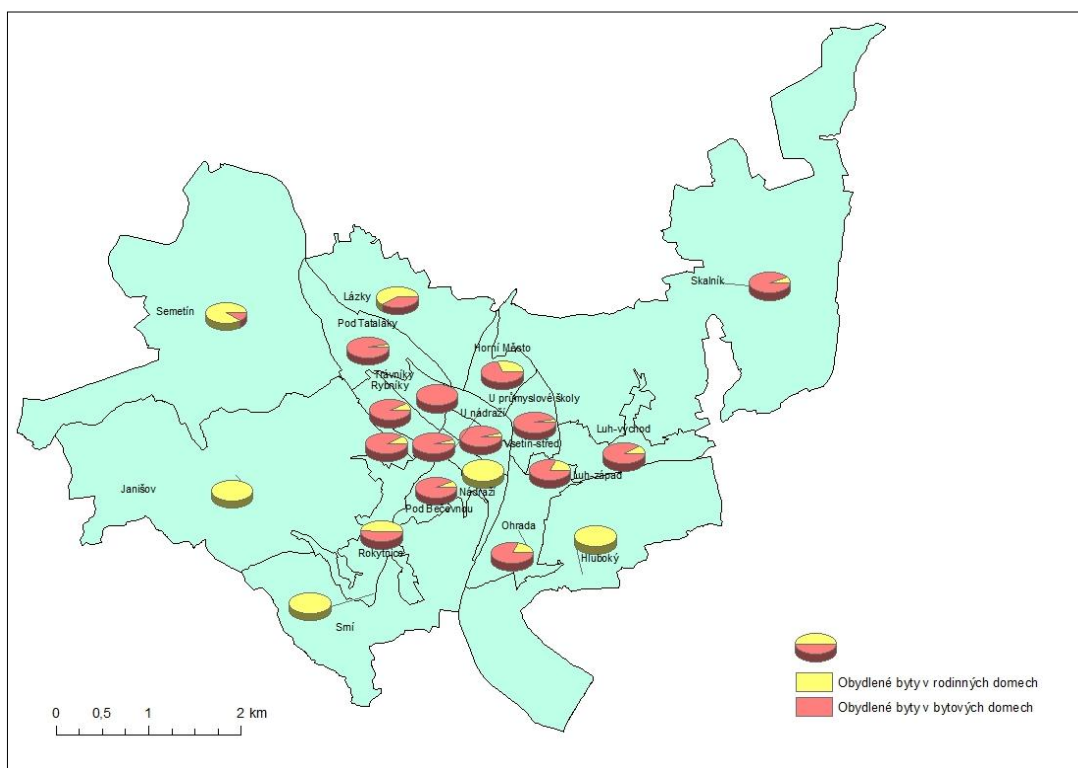 Skalník
Lázky
Semetín
Pod Tataláky
Horní Město
Trávníky
Rybníky
U průmyslové školy
U nádraží
Luh-východ
Vsetín-střed
Luh-západ
Janišov
Nádraží
Pod Bečevnou
Ohrada
Rokytnice
Hluboký
Smí
Obydlené byty v rodinných domech
Obydlené byty v bytových domech
0 0,5 1 2 km